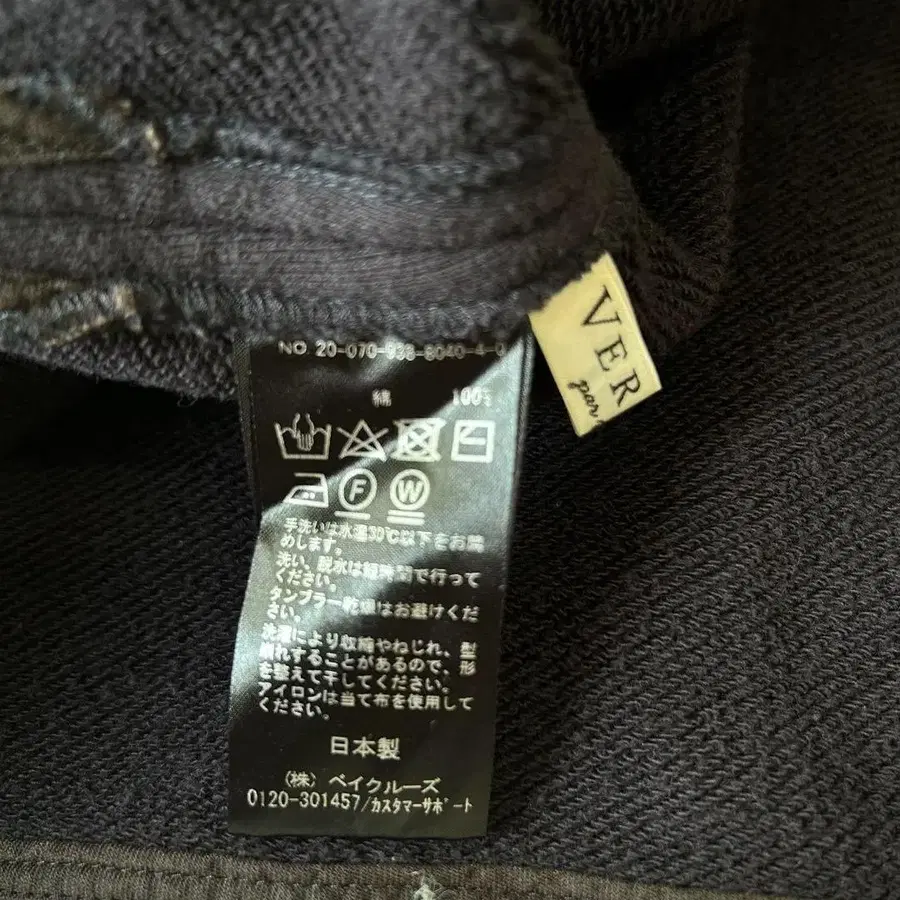 NO. 20-070-938-8040-4-0
綿 100%
F W
手洗いは水温30℃以下をお薦
めします。
洗い、脱水は短時間で行って
ください。
タンブラー乾燥はお避けくだ
さい。
洗濯により収縮やねじれ、型
崩れすることがあるので、形
を整えて干してください。
アイロンは当て布を使用して
ください。
日本製
(株) ベイクルーズ
0120-301457/カスタマーサポート
VER
par